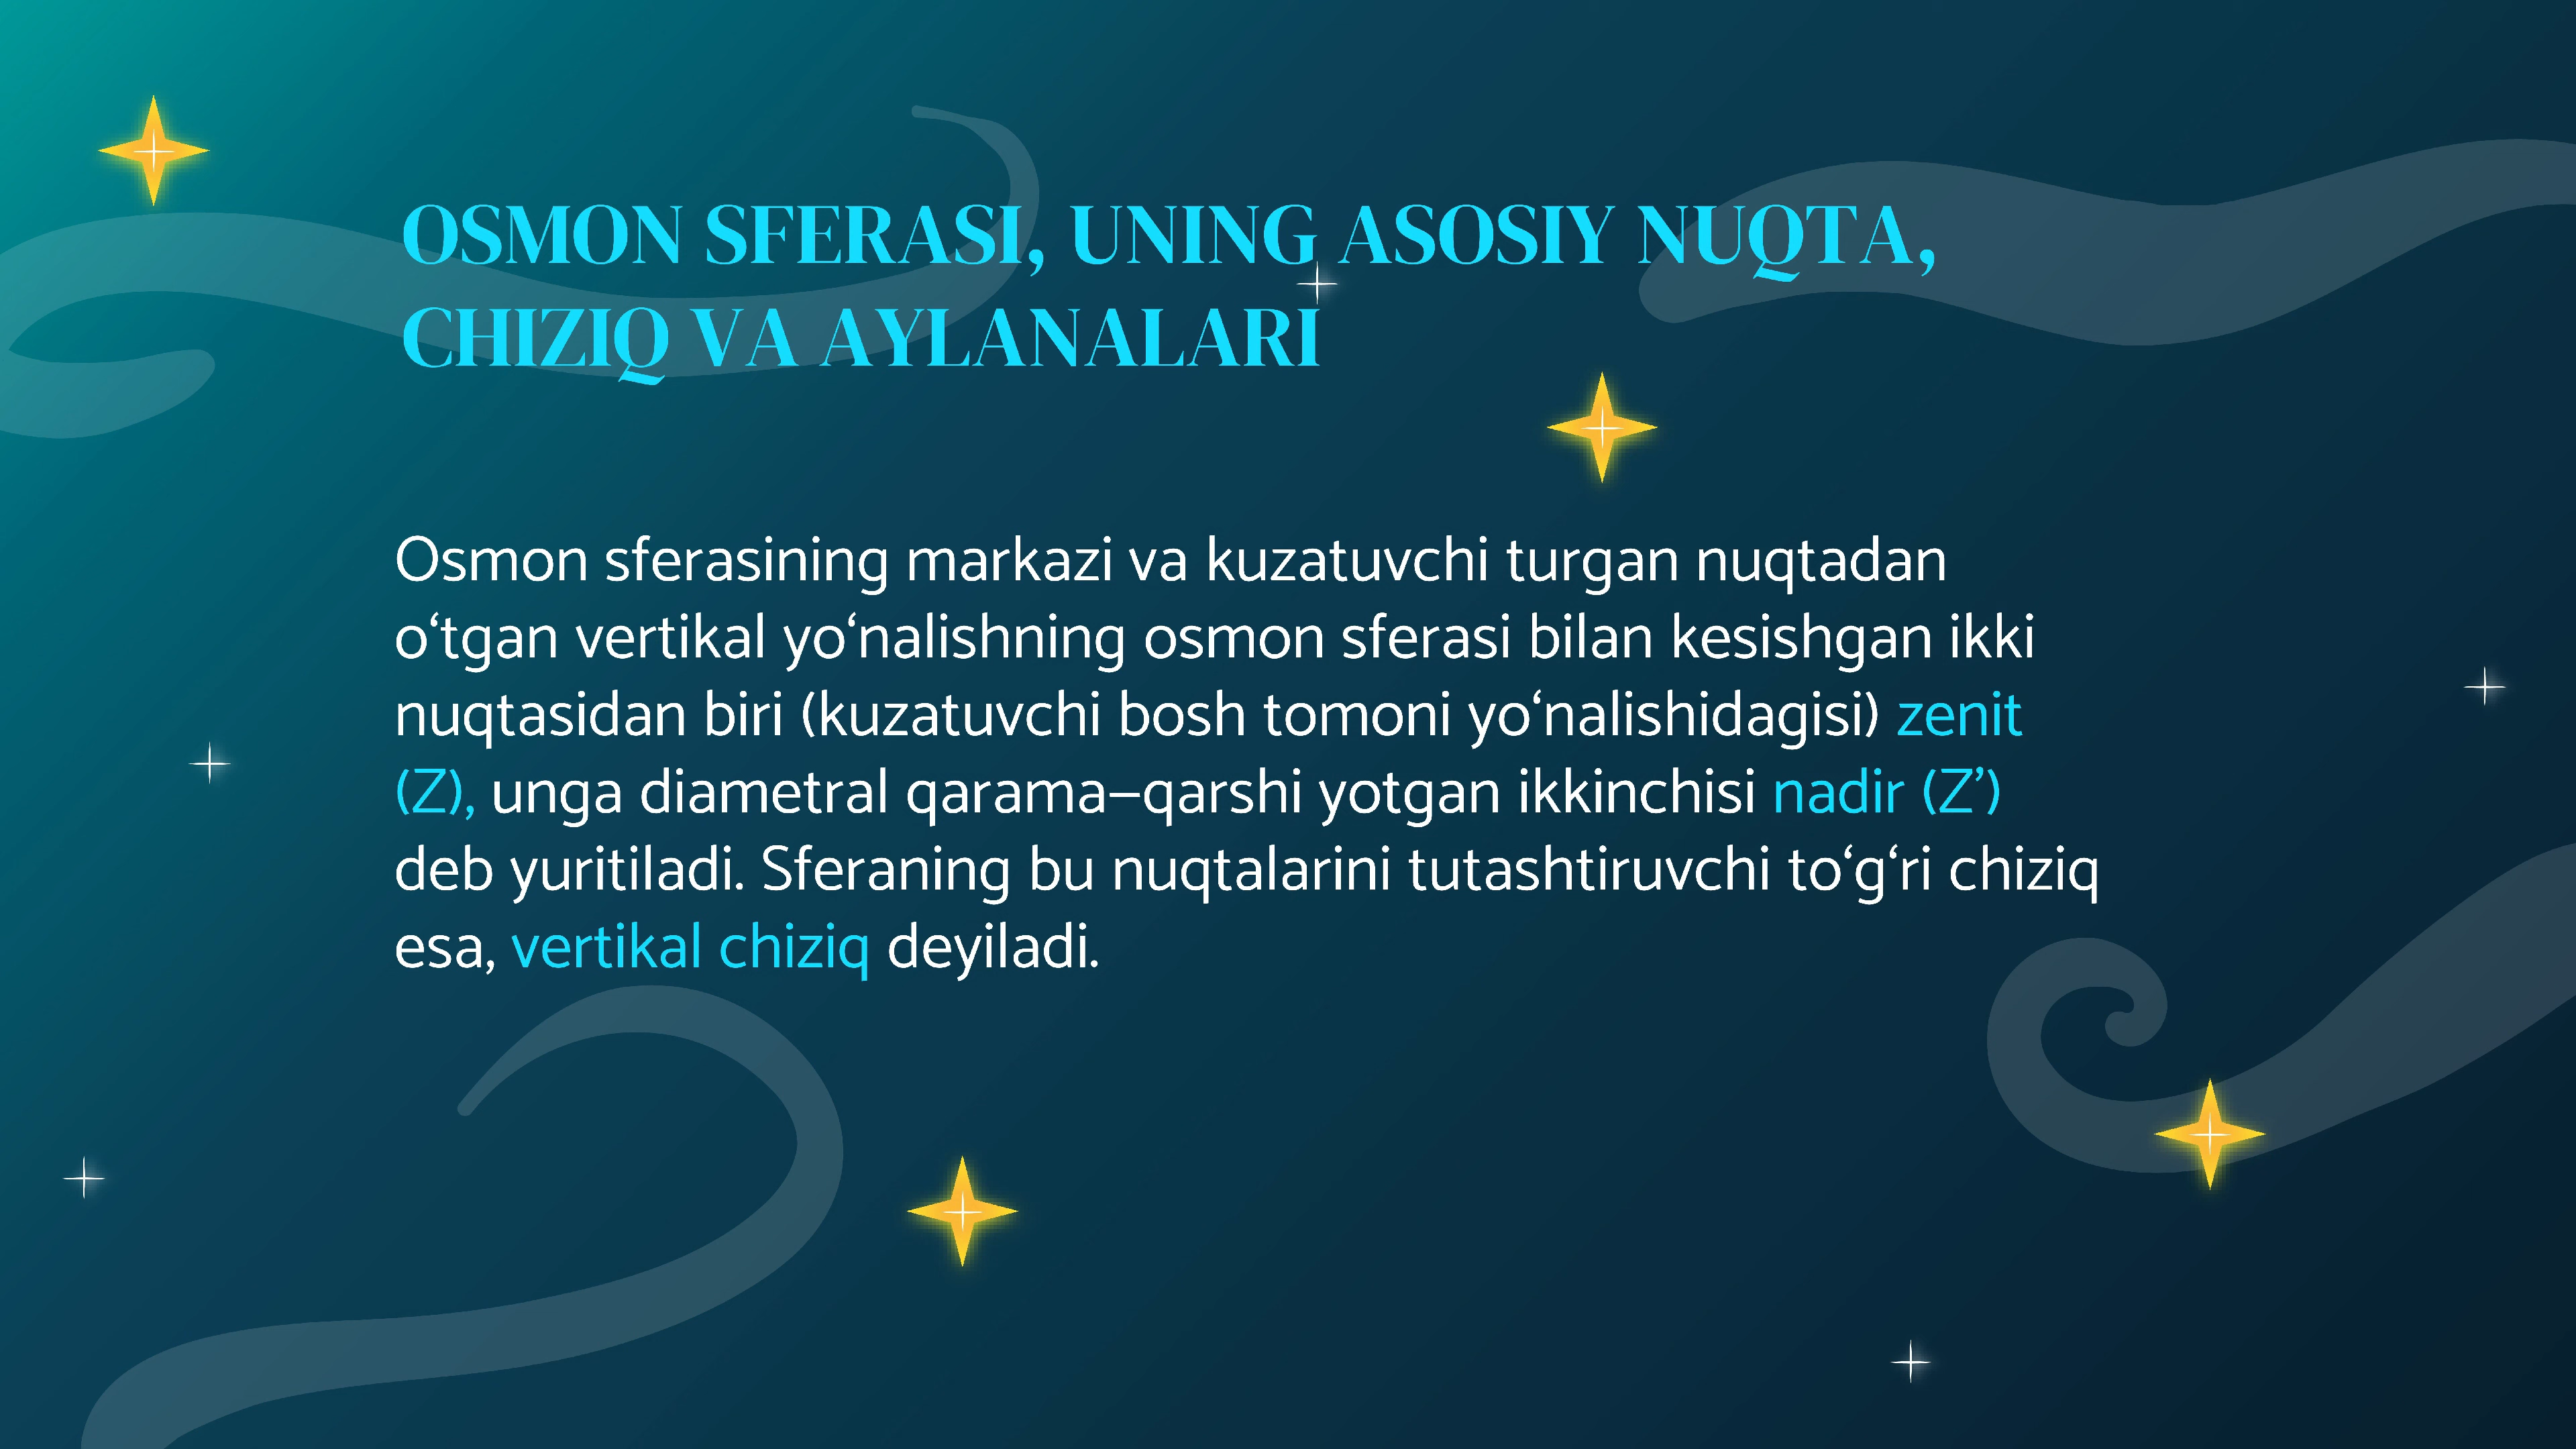 OSMON SFERASI, UNING ASOSIY NUQTA,
CHIZIQ VA AYLANALARI
Osmon sferasining markazi va kuzatuvchi turgan nuqtadan
o‘tgan vertikal yo‘nalishning osmon sferasi bilan kesishgan ikki
nuqtasidan biri (kuzatuvchi bosh tomoni yo‘nalishidagisi) zenit
(Z), unga diametral qarama–qarshi yotgan ikkinchisi nadir (Z’)
deb yuritiladi. Sferaning bu nuqtalarini tutashtiruvchi to‘g‘ri chiziq
esa, vertikal chiziq deyiladi.